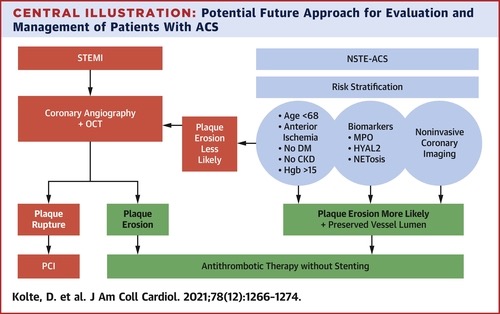 CENTRAL ILLUSTRATION: Potential Future Approach for Evaluation and
Management of Patients With ACS
STEMI
NSTE-ACS
Risk Stratification
Coronary Angiography
+ OCT
Plaque
Erosion
Less
Likely
• Age <68
• Anterior
Ischemia
• No DM
• No CKD
• Hgb >15
Biomarkers
• MPO
• HYAL2
• NETosis
Noninvasive
Coronary
Imaging
Plaque
Rupture
Plaque
Erosion
Plaque Erosion More Likely
+ Preserved Vessel Lumen
PCI
Antithrombotic Therapy without Stenting
Kolte, D. et al. J Am Coll Cardiol. 2021;78(12):1266–1274.